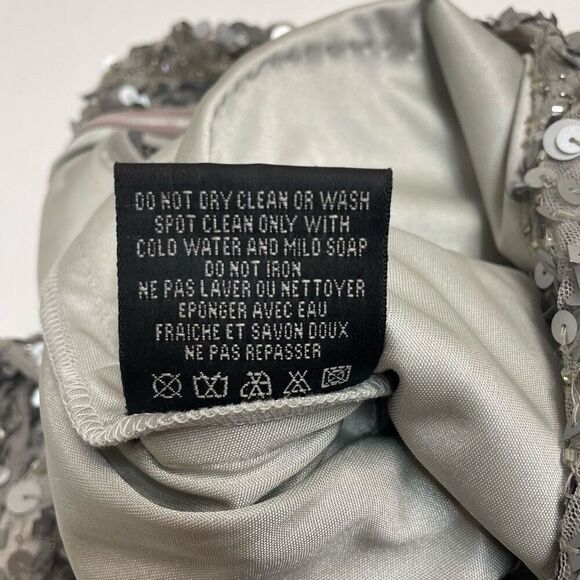 DO NOT DRY CLEAN OR WASH
SPOT CLEAN ONLY WITH
COLD WATER AND MILD SOAP
DO NOT IRON
NE PAS LAVER OU NETTOYER
EPONGER AVEC EAU
FRAICHE ET SAVON DOUX
NE PAS REPASSER